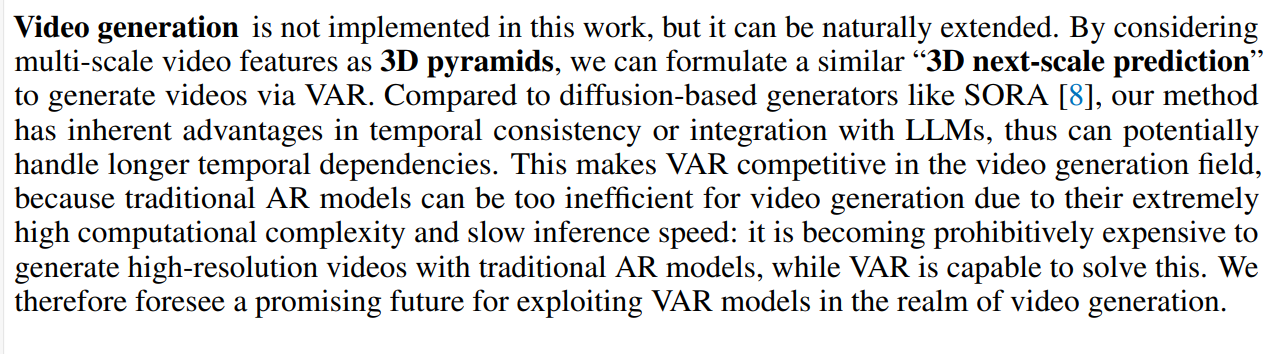 Video generation is not implemented in this work, but it can be naturally extended. By considering
multi-scale video features as 3D pyramids, we can formulate a similar “3D next-scale prediction”
to generate videos via VAR. Compared to diffusion-based generators like SORA [8], our method
has inherent advantages in temporal consistency or integration with LLMs, thus can potentially
handle longer temporal dependencies. This makes VAR competitive in the video generation field,
because traditional AR models can be too inefficient for video generation due to their extremely
high computational complexity and slow inference speed: it is becoming prohibitively expensive to
generate high-resolution videos with traditional AR models, while VAR is capable to solve this. We
therefore foresee a promising future for exploiting VAR models in the realm of video generation.